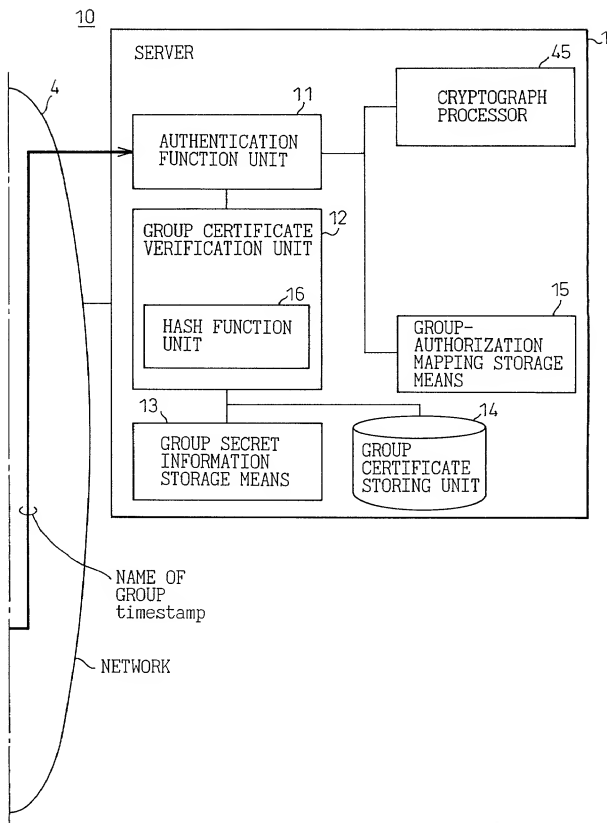 10
1
SERVER
45
4
11
CRYPTOGRAPH
PROCESSOR
AUTHENTICATION
FUNCTION UNIT
12
GROUP CERTIFICATE
VERIFICATION UNIT
16
HASH FUNCTION
UNIT
15
GROUP-
AUTHORIZATION
MAPPING STORAGE
MEANS
13
GROUP SECRET
INFORMATION
STORAGE MEANS
14
GROUP
CERTIFICATE
STORING UNIT
NAME OF
GROUP
timestamp
NETWORK